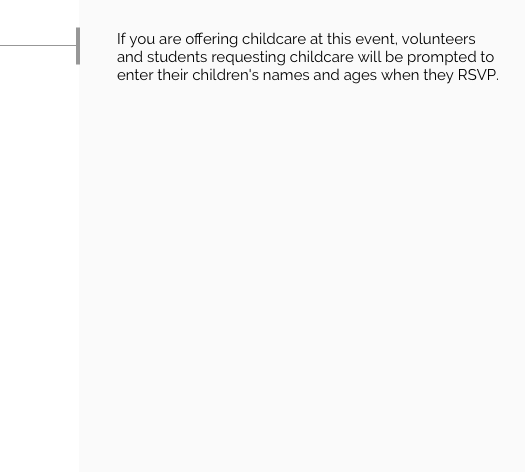 If you are offering childcare at this event, volunteers
and students requesting childcare will be prompted to
enter their children's names and ages when they RSVP.